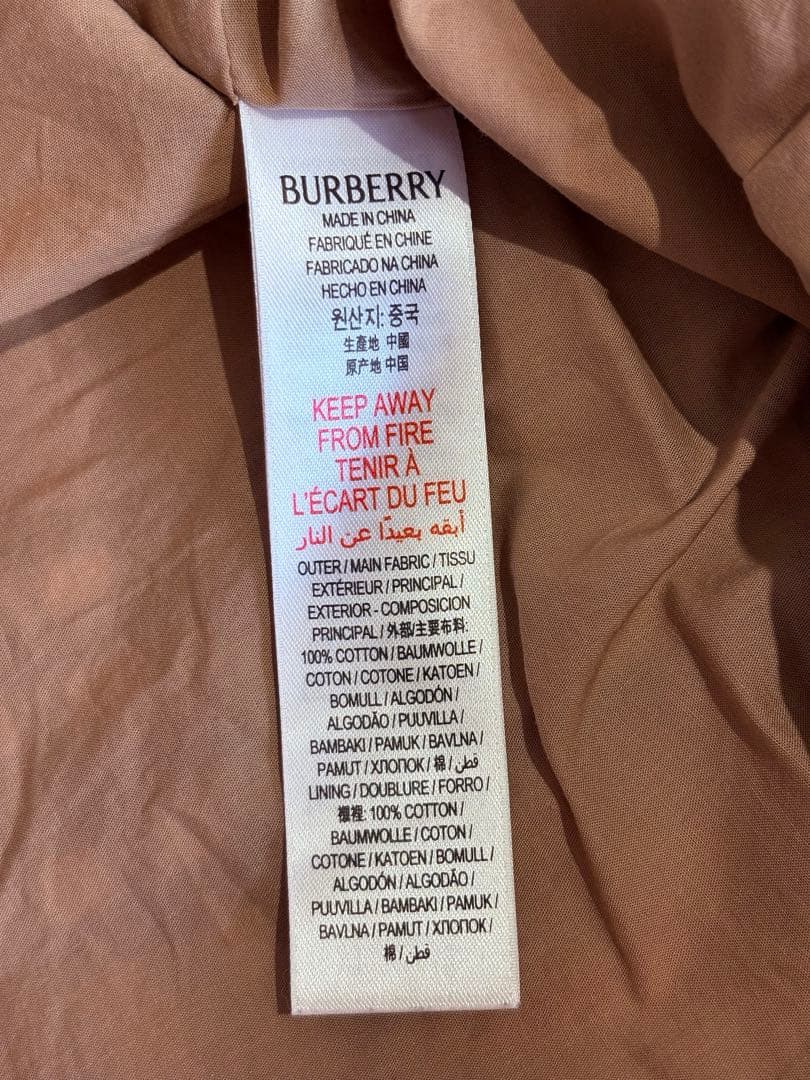 BURBERRY
MADE IN CHINA
FABRIQUÉ EN CHINE
FABRICADO NA CHINA
HECHO EN CHINA
원산지: 중국
生產地 中國
原产地 中国
KEEP AWAY
FROM FIRE
TENIR À
L'ÉCART DU FEU
أبقه بعيدًا عن النار
OUTER / MAIN FABRIC / TISSU
EXTÉRIEUR / PRINCIPAL /
EXTERIOR - COMPOSICION
PRINCIPAL / 外部/主要布料:
100% COTTON / BAUMWOLLE /
COTON / COTONE / KATOEN /
BOMULL / ALGODÓN /
ALGODÃO / PUUVILLA /
BAMBAKI / PAMUK / BAVLNA /
PAMUT / ХЛОПОК / 棉 / قطن
LINING / DOUBLURE / FORRO /
襯裡: 100% COTTON /
BAUMWOLLE / COTON /
COTONE / KATOEN / BOMULL /
ALGODÓN / ALGODÃO /
PUUVILLA / BAMBAKI / PAMUK /
BAVLNA / PAMUT / ХЛОПОК /
棉 / قطن